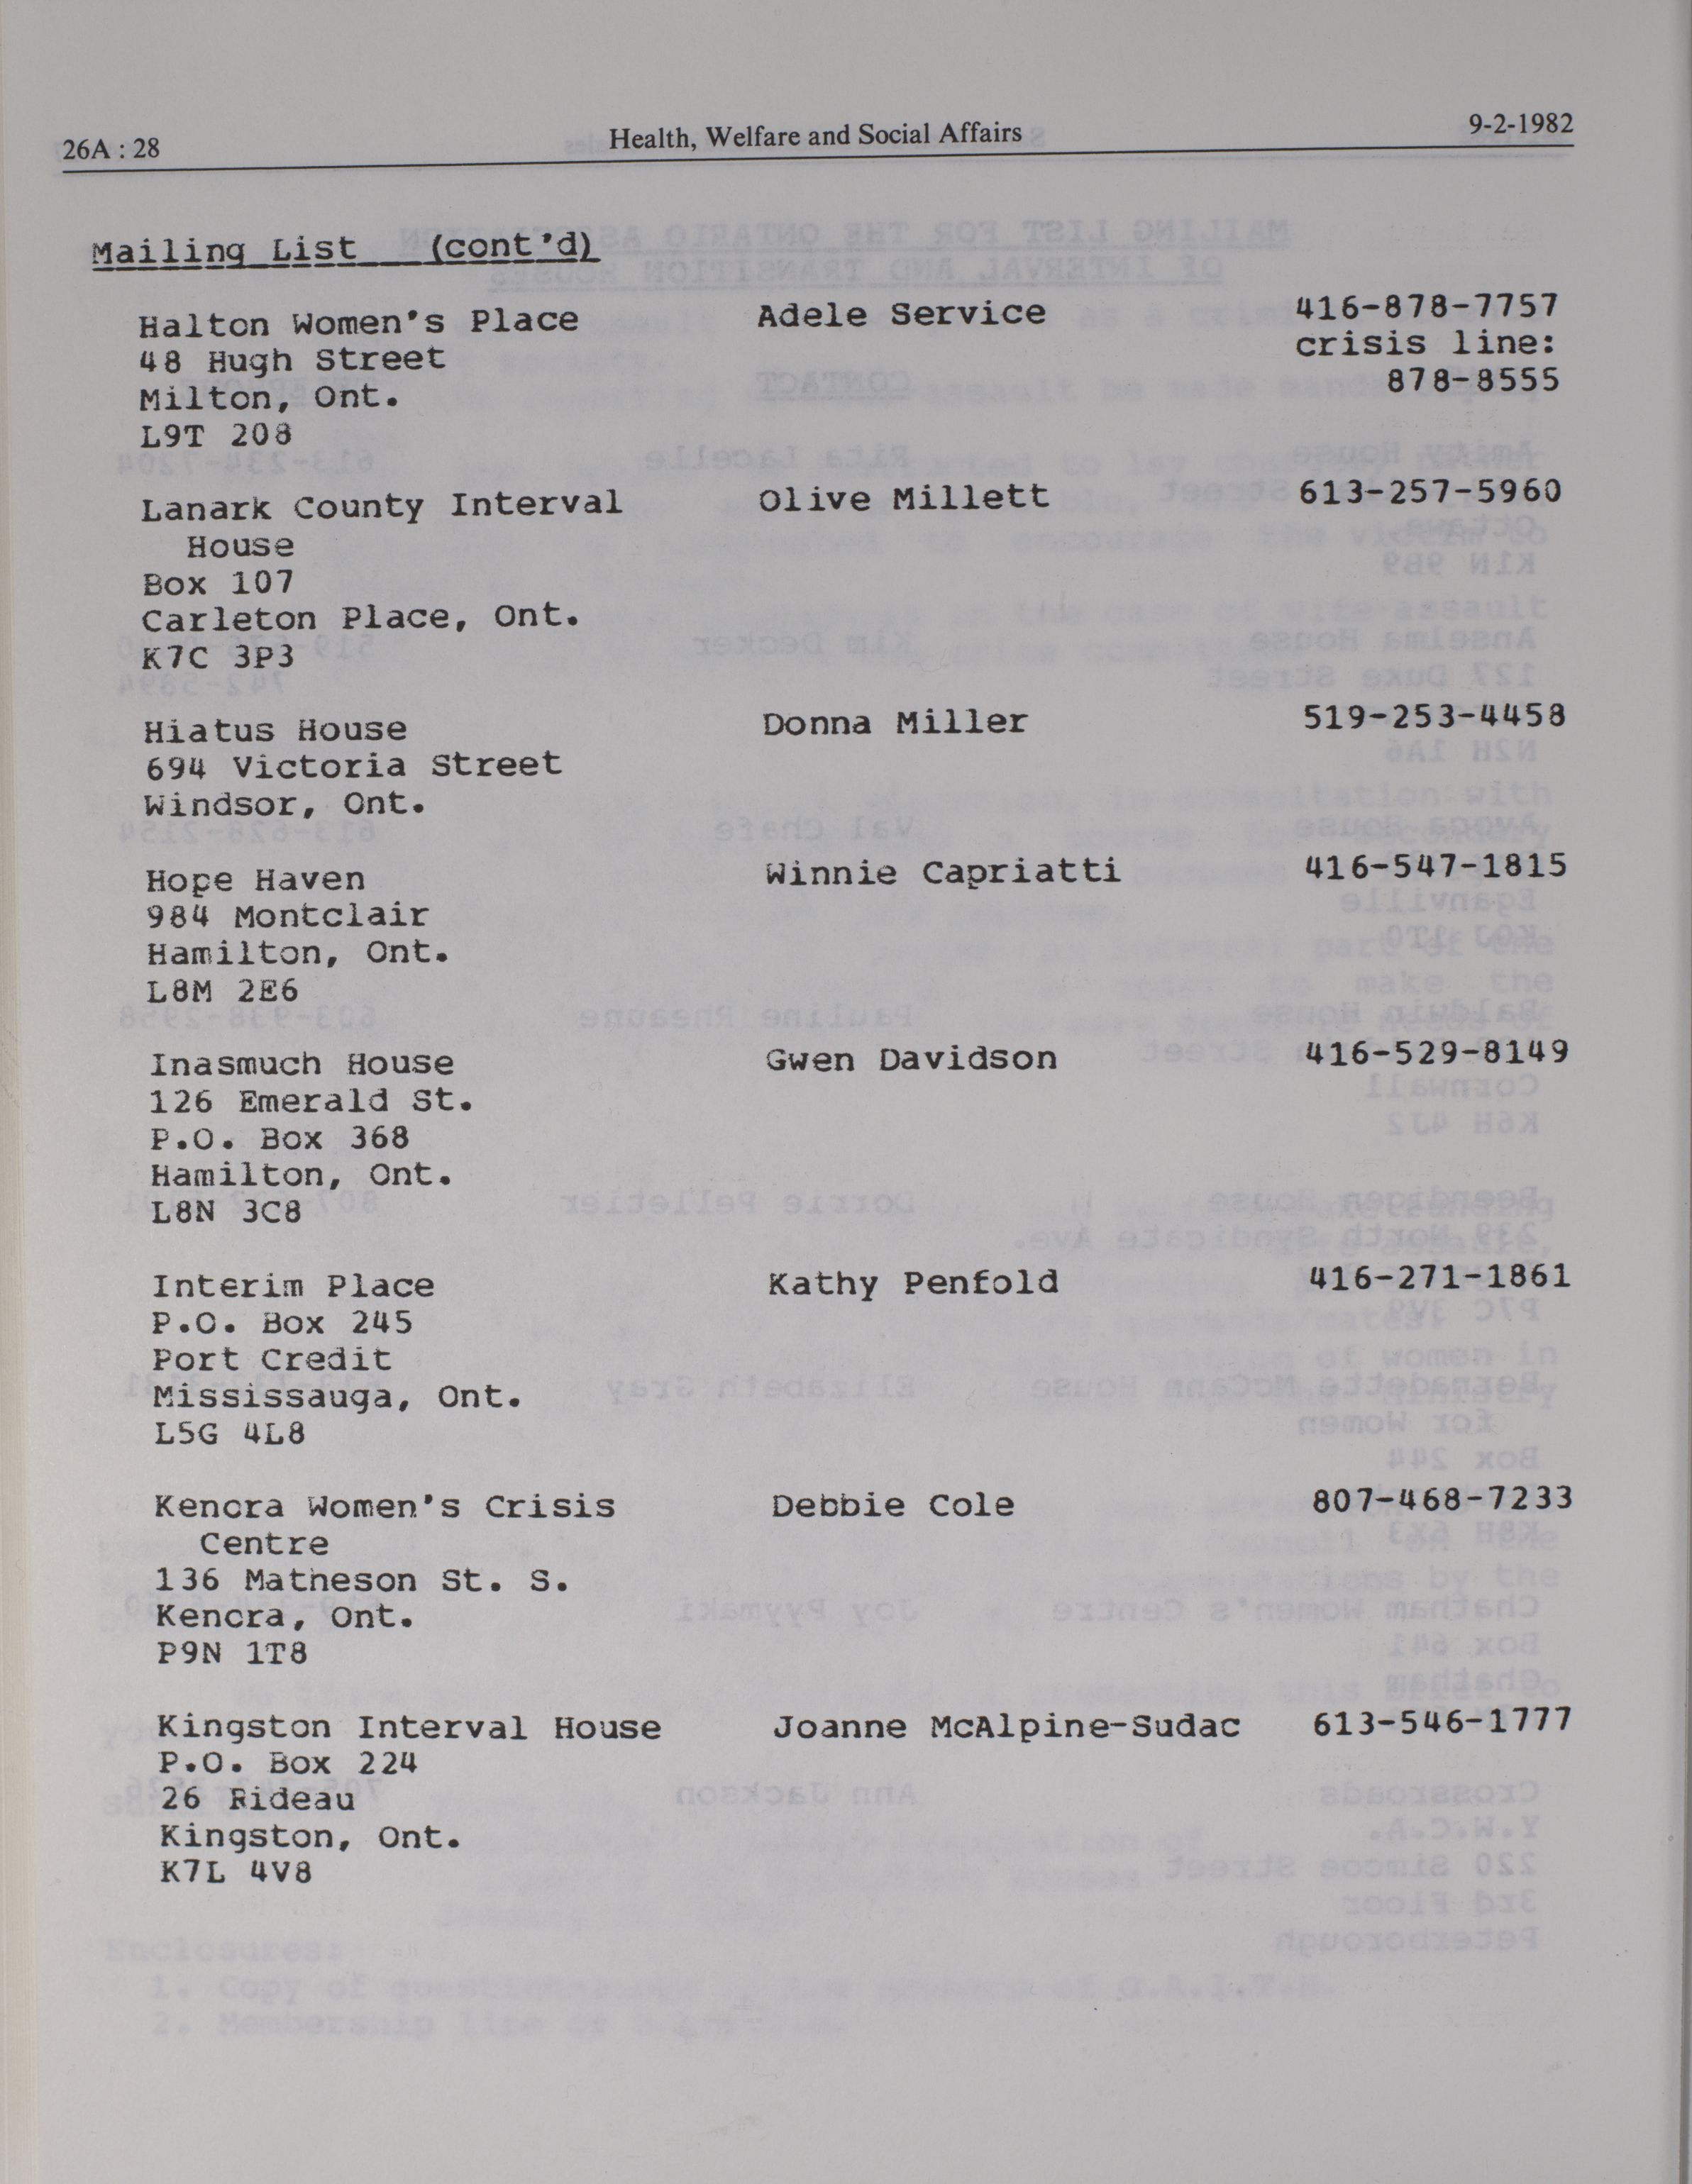 26A : 28 Health, Welfare and Social Affairs 9-2-1982
Mailing List (cont'd)
Halton Women's Place Adele Service 416-878-7757
48 Hugh Street crisis line:
Milton, Ont. 878-8555
L9T 208
Lanark County Interval Olive Millett 613-257-5960
House
Box 107
Carleton Place, Ont.
K7C 3P3
Hiatus House Donna Miller 519-253-4458
694 Victoria Street
Windsor, Ont.
Hope Haven Winnie Capriatti 416-547-1815
984 Montclair
Hamilton, Ont.
L8M 2E6
Inasmuch House Gwen Davidson 416-529-8149
126 Emerald St.
P.O. Box 368
Hamilton, Ont.
L8N 3C8
Interim Place Kathy Penfold 416-271-1861
P.O. Box 245
Port Credit
Mississauga, Ont.
L5G 4L8
Kenora Women's Crisis Debbie Cole 807-468-7233
Centre
136 Matheson St. S.
Kenora, Ont.
P9N 1T8
Kingston Interval House Joanne McAlpine-Sudac 613-546-1777
P.O. Box 224
26 Rideau
Kingston, Ont.
K7L 4V8